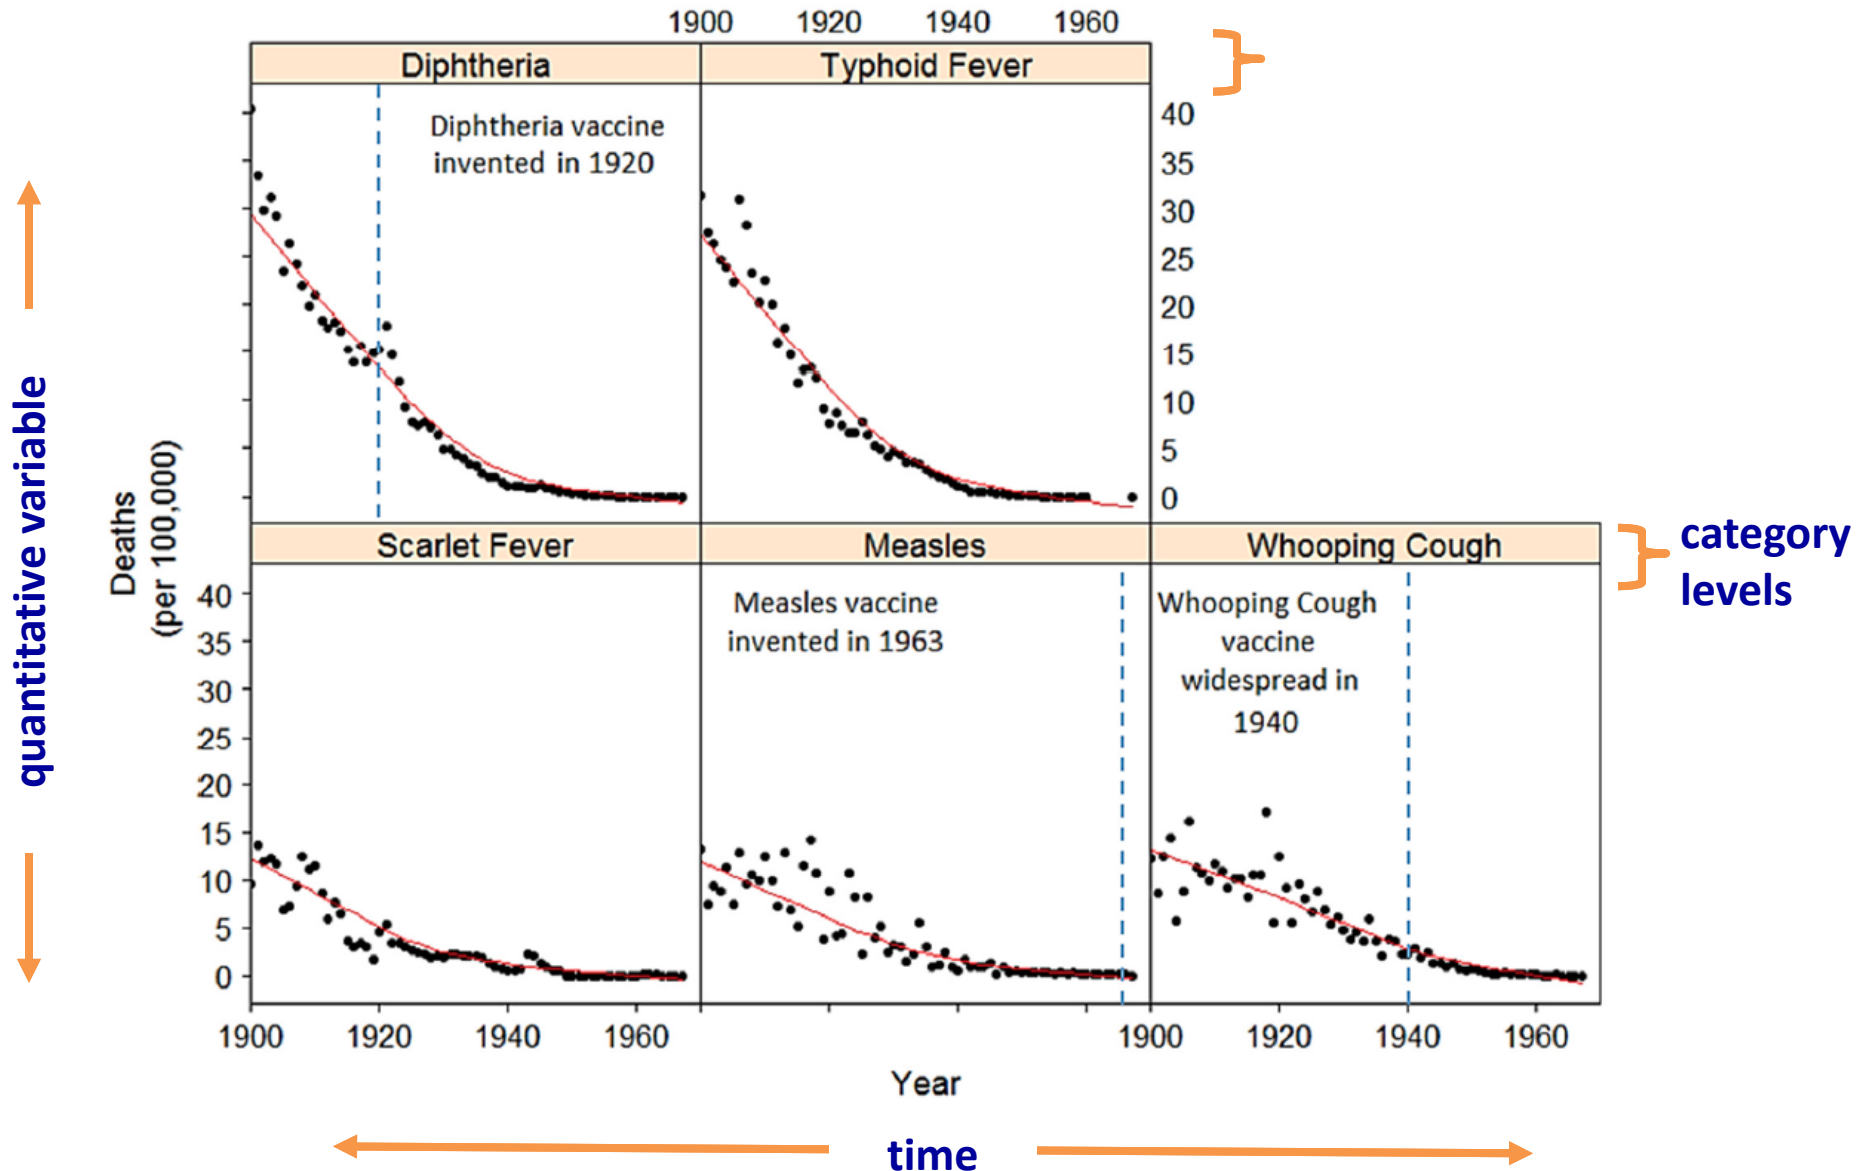 1900 1920 1940 1960
Diphtheria
Typhoid Fever
Diphtheria vaccine
invented in 1920
40
35
30
25
20
15
10
5
0
quantitative variable
Deaths
(per 100,000)
Scarlet Fever
Measles
Whooping Cough
category
levels
40
35
30
25
20
15
10
5
0
Measles vaccine
invented in 1963
Whooping Cough
vaccine
widespread in
1940
1900 1920 1940 1960
1900 1920 1940 1960
Year
time